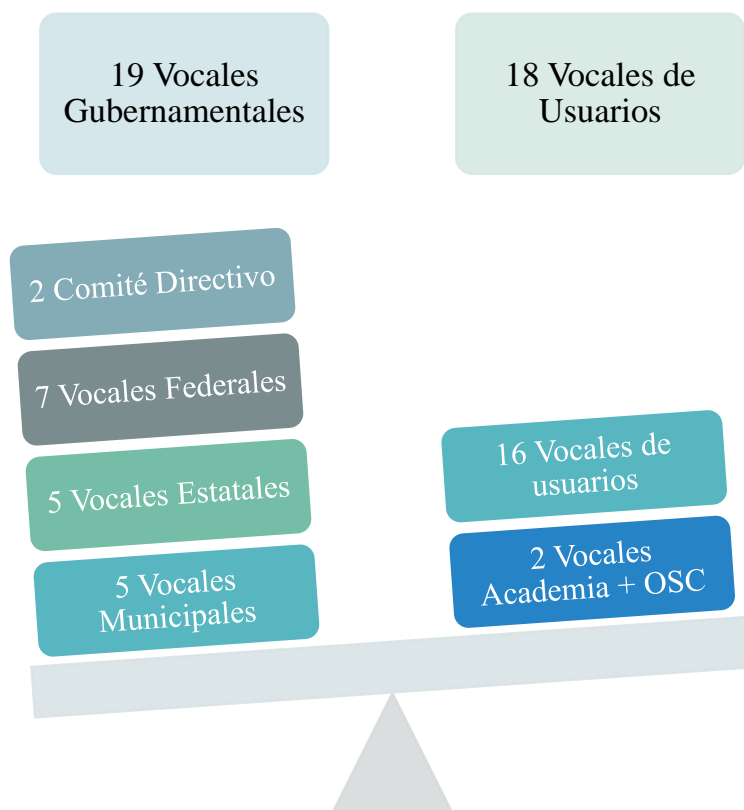 19 Vocales
Gubernamentales
18 Vocales de
Usuarios
2 Comité Directivo
7 Vocales Federales
5 Vocales Estatales
5 Vocales
Municipales
16 Vocales de
usuarios
2 Vocales
Academia + OSC